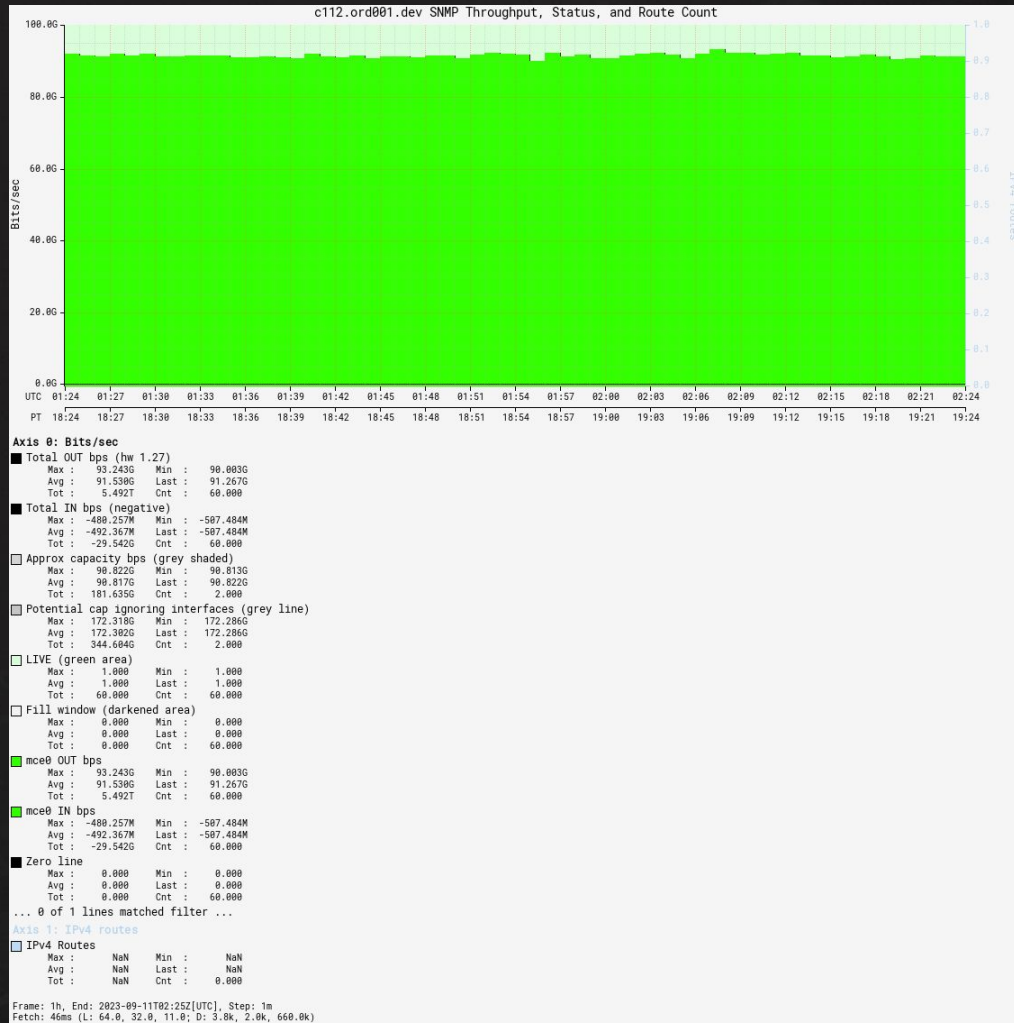 c112.ord001.dev SNMP Throughput, Status, and Route Count
100.0G
80.0G
60.0G
40.0G
20.0G
0.0G
Bits/sec
1.0
0.9
0.8
0.7
0.6
0.5
0.4
0.3
0.2
0.1
0.0
UTC 01:24 01:27 01:30 01:33 01:36 01:39 01:42 01:45 01:48 01:51 01:54 01:57 02:00 02:03 02:06 02:09 02:12 02:15 02:18 02:21 02:24
PT 18:24 18:27 18:30 18:33 18:36 18:39 18:42 18:45 18:48 18:51 18:54 18:57 19:00 19:03 19:06 19:09 19:12 19:15 19:18 19:21 19:24
Axis 0: Bits/sec
Total OUT bps (hw 1.27)
Max : 93.243G Min : 90.003G
Avg : 91.530G Last : 91.267G
Tot : 5.492T Cnt : 60.000
Total IN bps (negative)
Max : -480.257M Min : -507.484M
Avg : -492.367M Last : -507.484M
Tot : -29.542G Cnt : 60.000
Approx capacity bps (grey shaded)
Max : 90.822G Min : 90.813G
Avg : 90.817G Last : 90.822G
Tot : 181.635G Cnt : 2.000
Potential cap ignoring interfaces (grey line)
Max : 172.318G Min : 172.286G
Avg : 172.302G Last : 172.286G
Tot : 344.604G Cnt : 2.000
LIVE (green area)
Max : 1.000 Min : 1.000
Avg : 1.000 Last : 1.000
Tot : 60.000 Cnt : 60.000
Fill window (darkened area)
Max : 0.000 Min : 0.000
Avg : 0.000 Last : 0.000
Tot : 0.000 Cnt : 60.000
mce0 OUT bps
Max : 93.243G Min : 90.003G
Avg : 91.530G Last : 91.267G
Tot : 5.492T Cnt : 60.000
mce0 IN bps
Max : -480.257M Min : -507.484M
Avg : -492.367M Last : -507.484M
Tot : -29.542G Cnt : 60.000
Zero line
Max : 0.000 Min : 0.000
Avg : 0.000 Last : 0.000
Tot : 0.000 Cnt : 60.000
... 0 of 1 lines matched filter ...
Axis 1: IPv4 routes
IPv4 Routes
Max : NaN Min : NaN
Avg : NaN Last : NaN
Tot : NaN Cnt : 0.000
Frame: 1h, End: 2023-09-11T02:25Z[UTC], Step: 1m
Fetch: 46ms (L: 64.0, 32.0, 11.0; D: 3.8k, 2.0k, 660.0k)